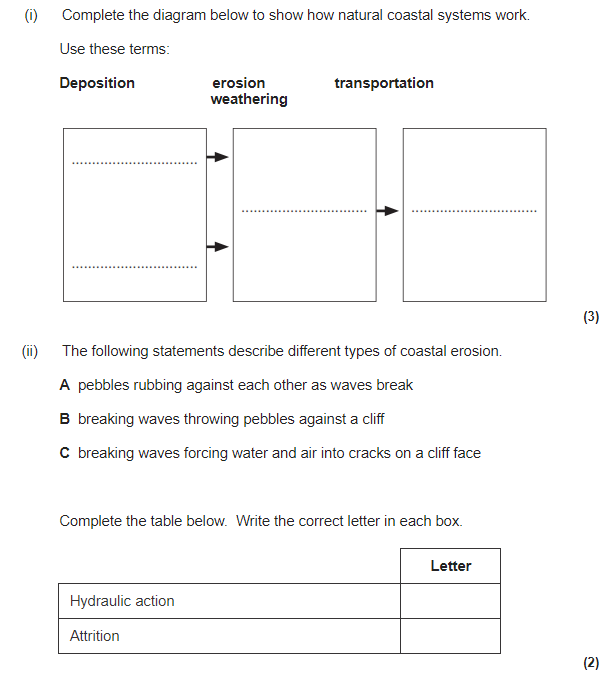 (i) Complete the diagram below to show how natural coastal systems work.
Use these terms:
Deposition erosion transportation
weathering
(3)
(ii) The following statements describe different types of coastal erosion.
A pebbles rubbing against each other as waves break
B breaking waves throwing pebbles against a cliff
C breaking waves forcing water and air into cracks on a cliff face
Complete the table below. Write the correct letter in each box.
Letter
Hydraulic action
Attrition
(2)